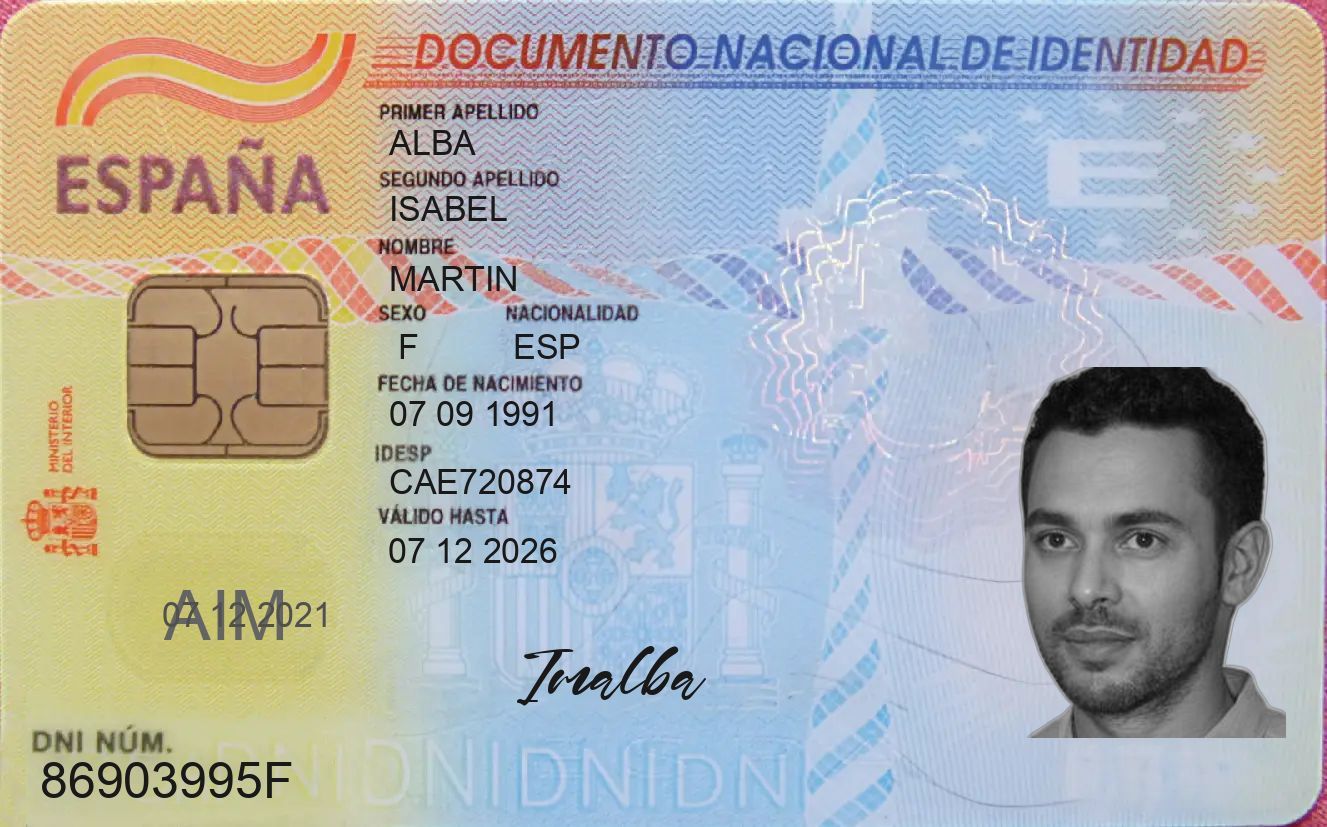 DOCUMENTO NACIONAL DE IDENTIDAD
ESPAÑA
PRIMER APELLIDO
ALBA
SEGUNDO APELLIDO
ISABEL
NOMBRE
MARTIN
SEXO NACIONALIDAD
F ESP
FECHA DE NACIMIENTO
07 09 1991
IDESP
CAE720874
VÁLIDO HASTA
07 12 2026
MINISTERIO
DEL INTERIOR
E
AIM
07 12 2021
Imalba
DNI NÚM.
86903995F
DNIDNIDNIDNI